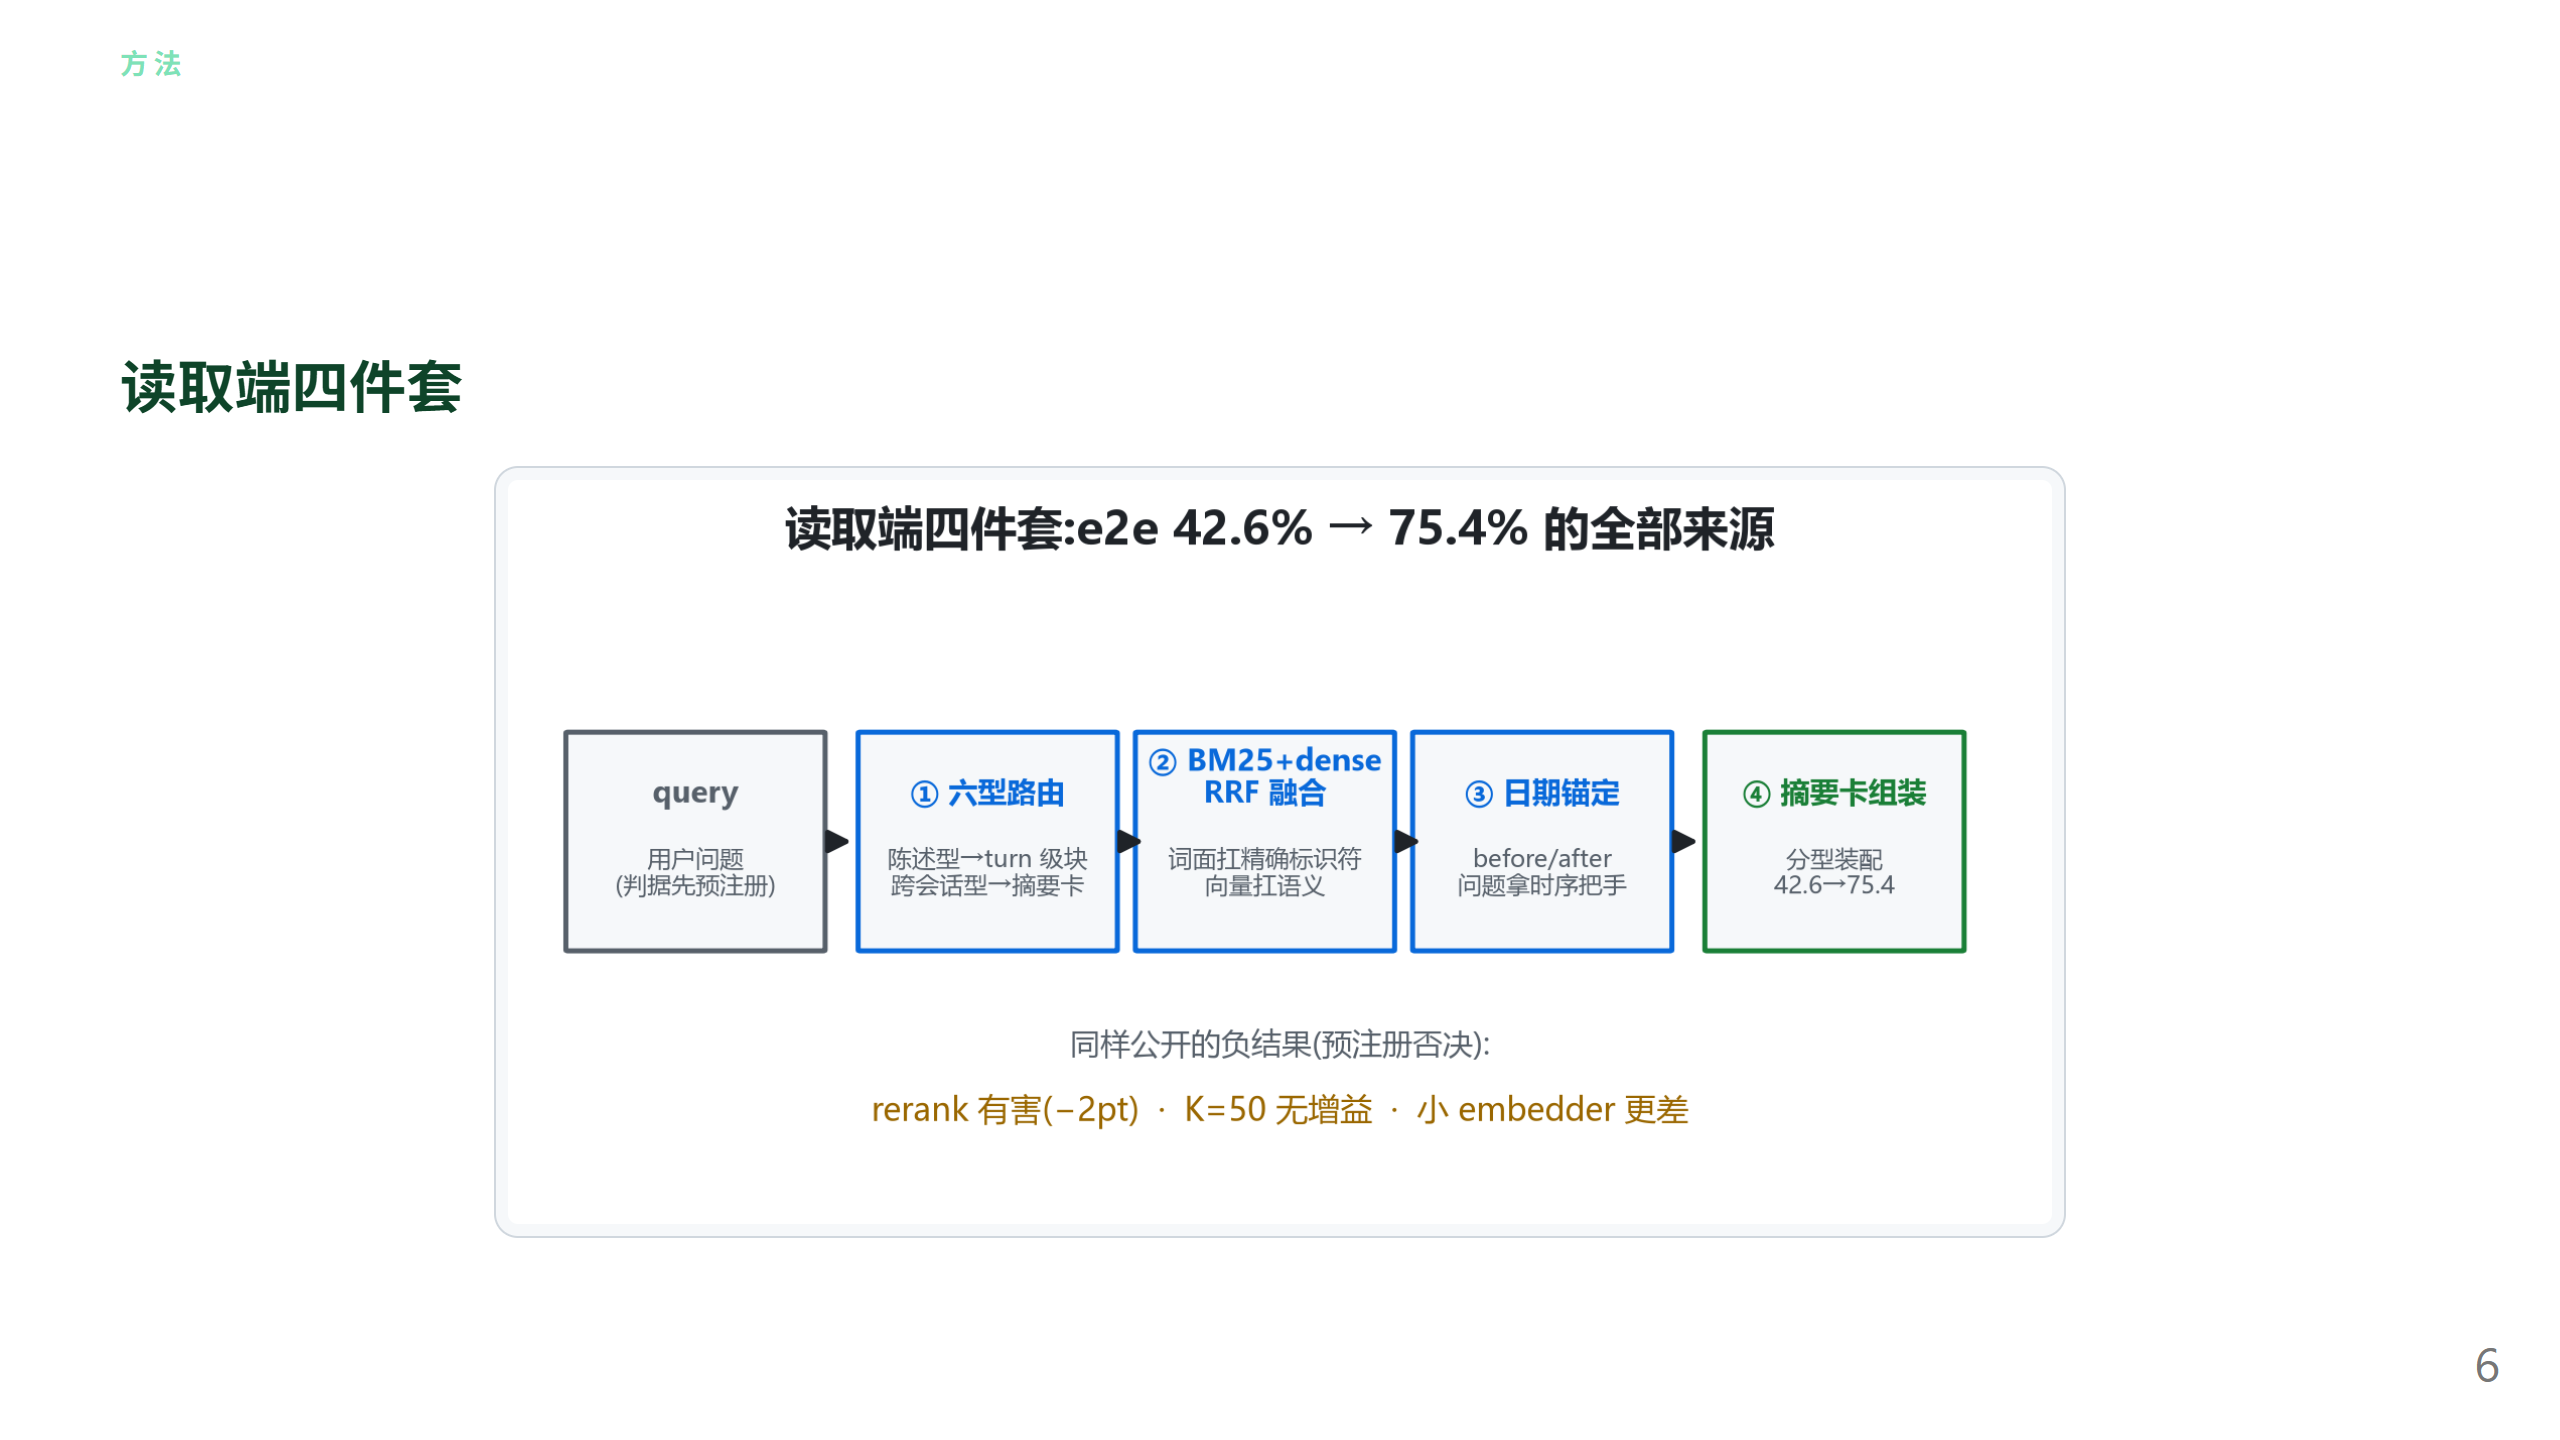 方法
读取端四件套
读取端四件套:e2e 42.6% → 75.4% 的全部来源
query
用户问题
(判据先预注册)
① 六型路由
陈述型→turn 级块
跨会话型→摘要卡
② BM25+dense
RRF 融合
词面扛精确标识符
向量扛语义
③ 日期锚定
before/after
问题拿时序把手
④ 摘要卡组装
分型装配
42.6→75.4
同样公开的负结果(预注册否决):
rerank 有害(−2pt) · K=50 无增益 · 小 embedder 更差
6